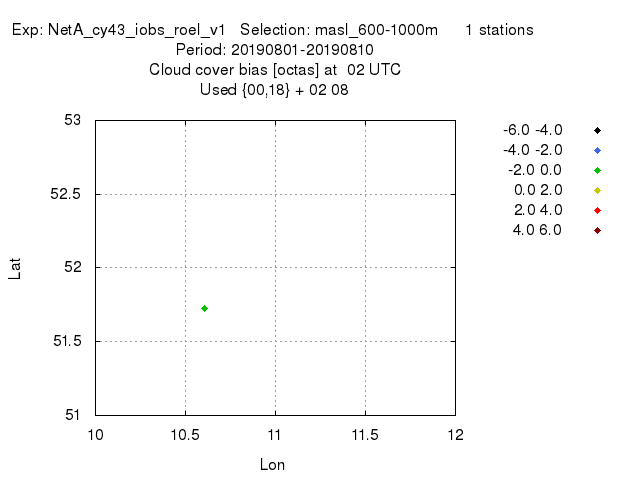 Exp: NetA_cy43_iobs_roel_v1 Selection: masl_600-1000m 1 stations
Period: 20190801-20190810
Cloud cover bias [octas] at 02 UTC
Used {00,18} + 02 08
53
52.5
52
51.5
51
Lat
10 10.5 11 11.5 12
Lon
-6.0 -4.0
-4.0 -2.0
-2.0 0.0
0.0 2.0
2.0 4.0
4.0 6.0